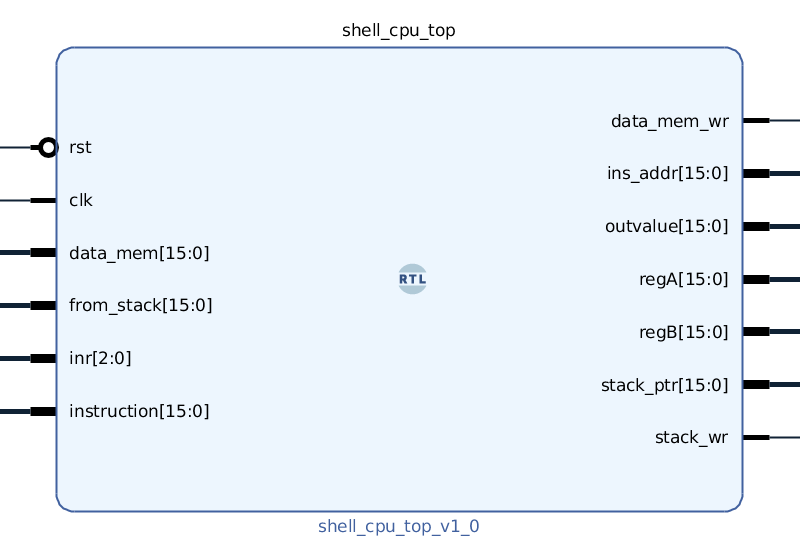 shell_cpu_top
rst
clk
data_mem[15:0]
from_stack[15:0]
inr[2:0]
instruction[15:0]
RTL
data_mem_wr
ins_addr[15:0]
outvalue[15:0]
regA[15:0]
regB[15:0]
stack_ptr[15:0]
stack_wr
shell_cpu_top_v1_0